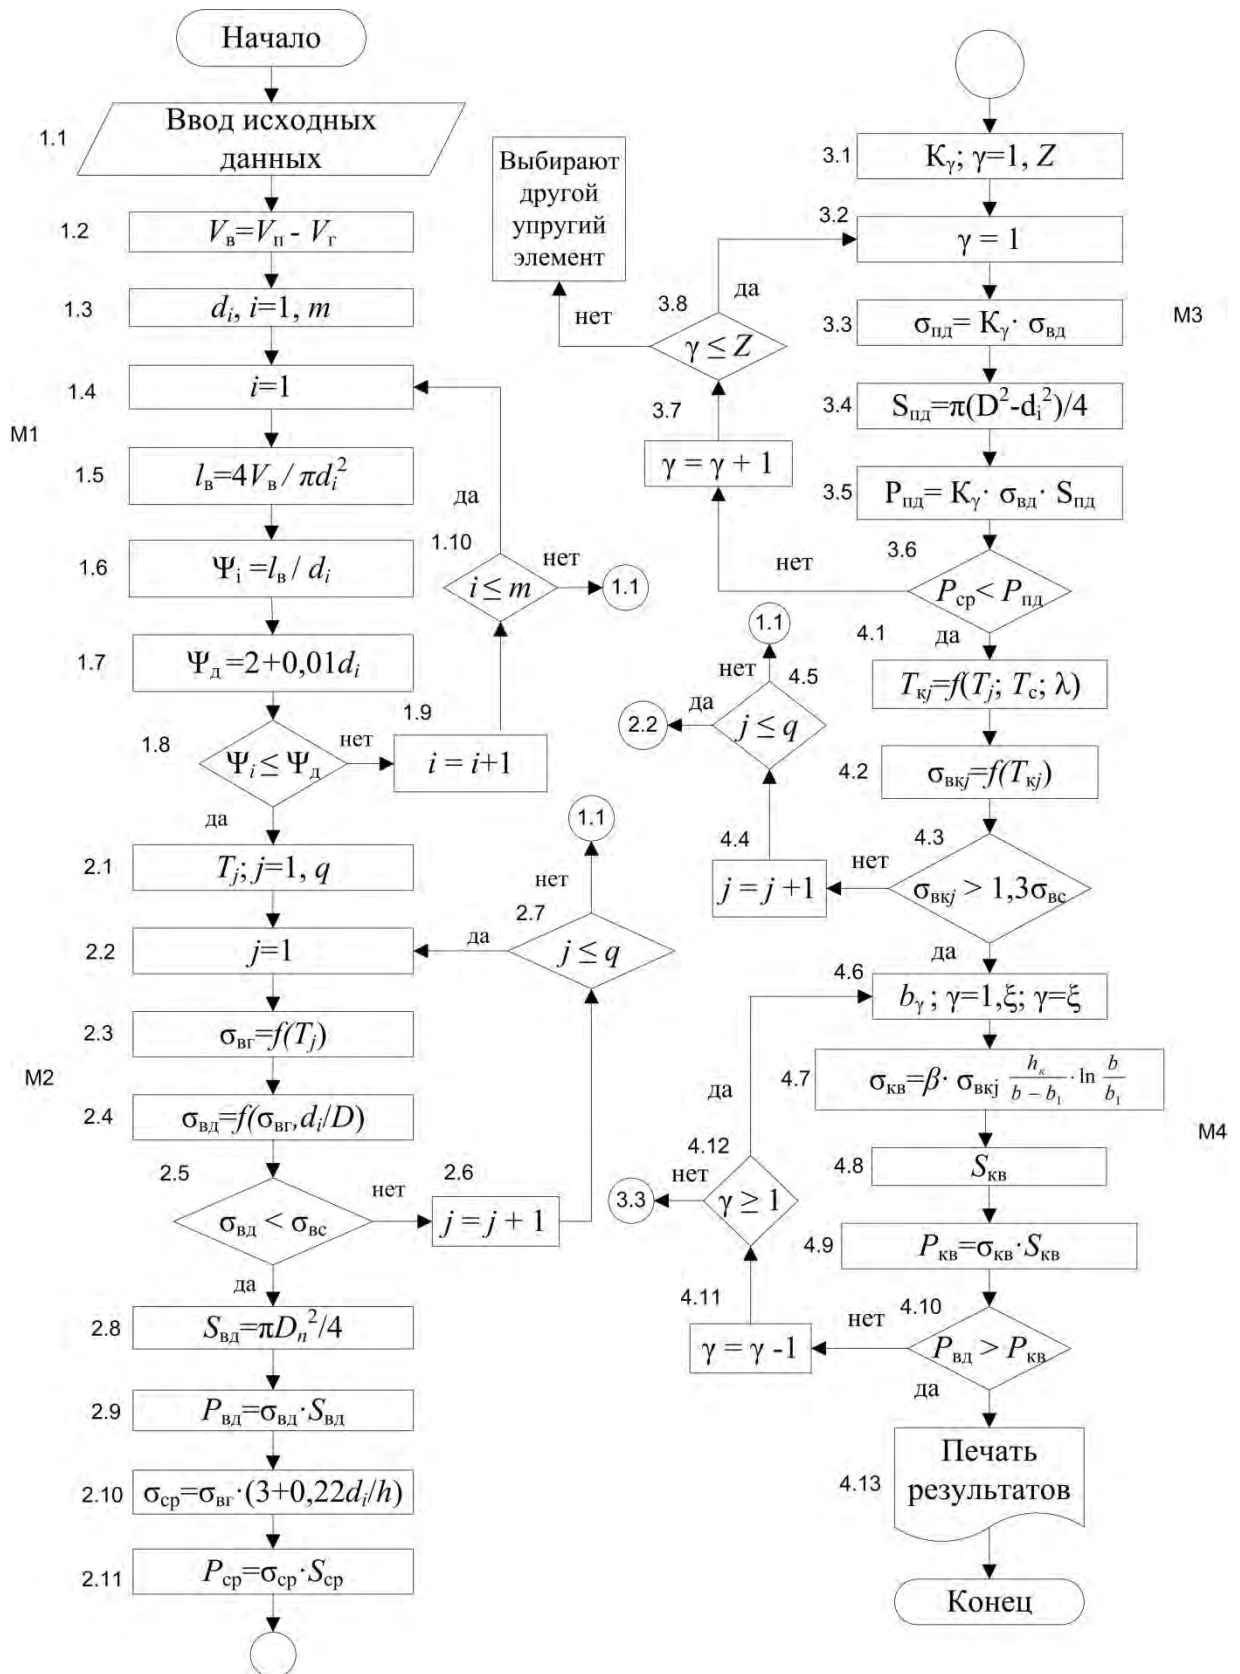 Начало
1.1
Ввод исходных
данных
1.2
Vв=Vп - Vг
1.3
di, i=1, m
1.4
i=1
М1
1.5
lв=4Vв / πdi²
1.6
Ψi =lв / di
1.7
Ψд=2+0,01di
1.8
Ψi ≤ Ψд
нет
1.9
i = i+1
да
1.10
i ≤ m
нет
1.1
да
2.1
Tj; j=1, q
2.2
j=1
2.3
σвг=f(Tj)
М2
2.4
σвд=f(σвг, di/D)
2.5
σвд < σвс
нет
2.6
j = j + 1
2.7
j ≤ q
да
нет
1.1
да
2.8
Sвд=πDn²/4
2.9
Pвд=σвд·Sвд
2.10
σср=σвг·(3+0,22di/h)
2.11
Pср=σср·Sср
3.1
Kγ; γ=1, Z
3.2
γ = 1
3.3
σпд= Kγ· σвд
М3
3.4
Sпд=π(D²-di²)/4
3.5
Pпд= Kγ· σвд· Sпд
3.6
Pср< Pпд
нет
3.7
γ = γ + 1
3.8
γ ≤ Z
да
нет
Выбирают
другой
упругий
элемент
да
4.1
Tкj=f(Tj; Tс; λ)
4.2
σвкj=f(Tкj)
4.3
σвкj > 1,3σвс
нет
4.4
j = j +1
4.5
j ≤ q
да
2.2
нет
1.1
да
4.6
bγ ; γ=1,ξ; γ=ξ
4.7
σкв=β· σвкj hк/(b – b1) · ln b/b1
М4
4.8
Sкв
4.9
Pкв=σкв·Sкв
4.10
Pвд > Pкв
нет
4.11
γ = γ -1
4.12
γ ≥ 1
да
нет
3.3
да
4.13
Печать
результатов
Конец